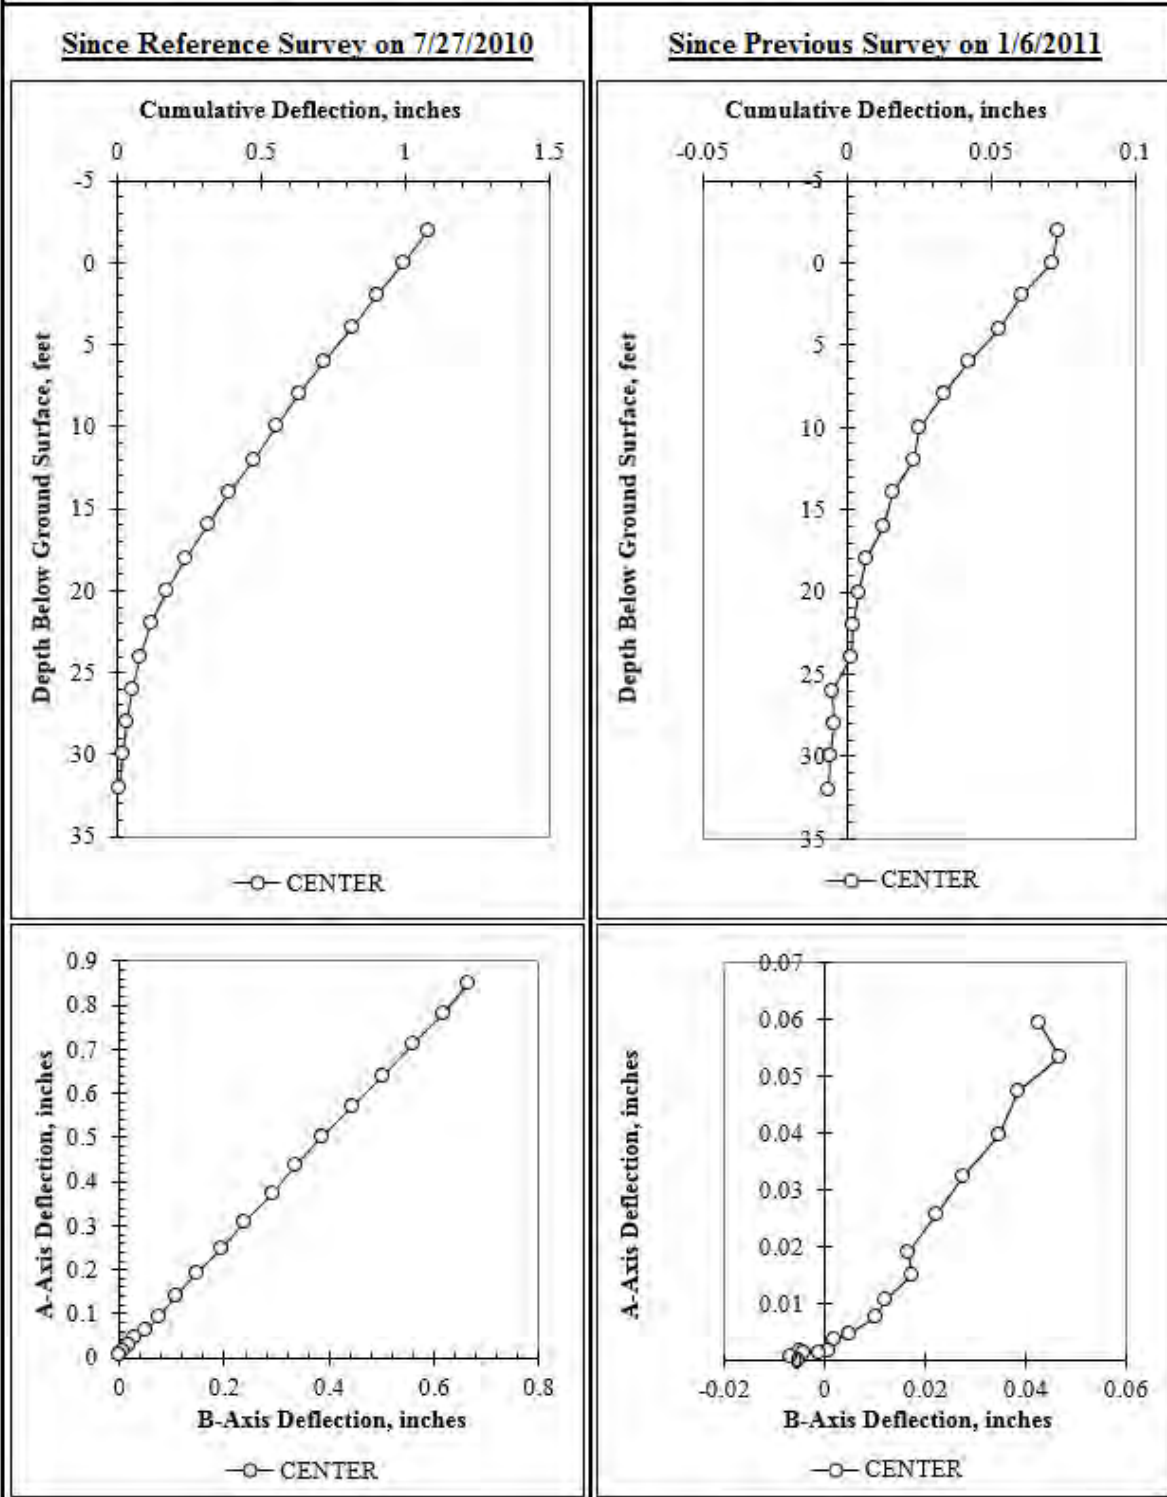 Since Reference Survey on 7/27/2010
Since Previous Survey on 1/6/2011
Cumulative Deflection, inches
0 0.5 1 1.5
-5
0
5
10
15
20
25
30
35
Depth Below Ground Surface, feet
CENTER
Cumulative Deflection, inches
-0.05 0 0.05 0.1
-5
0
5
10
15
20
25
30
35
Depth Below Ground Surface, feet
CENTER
0.9
0.8
0.7
0.6
0.5
0.4
0.3
0.2
0.1
0
A-Axis Deflection, inches
0 0.2 0.4 0.6 0.8
B-Axis Deflection, inches
CENTER
0.07
0.06
0.05
0.04
0.03
0.02
0.01
A-Axis Deflection, inches
-0.02 0 0.02 0.04 0.06
B-Axis Deflection, inches
CENTER